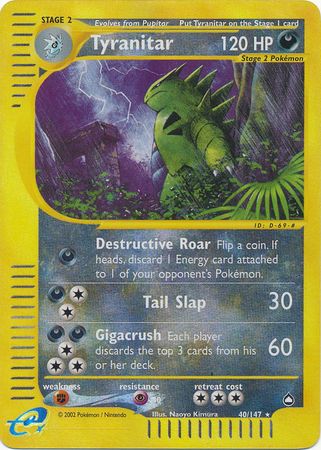 STAGE 2
Evolves from Pupitar
Put Tyranitar on the Stage 1 card
Tyranitar
120 HP
Stage 2 Pokémon
ID: D-69-#
Destructive Roar Flip a coin. If
heads, discard 1 Energy card attached
to 1 of your opponent's Pokémon.
Tail Slap 30
Gigacrush Each player
discards the top 3 cards from his
or her deck.
60
weakness
resistance
retreat cost
-30
e
© 2002 Pokémon / Nintendo
Illus. Naoyo Kimura
40/147 ★